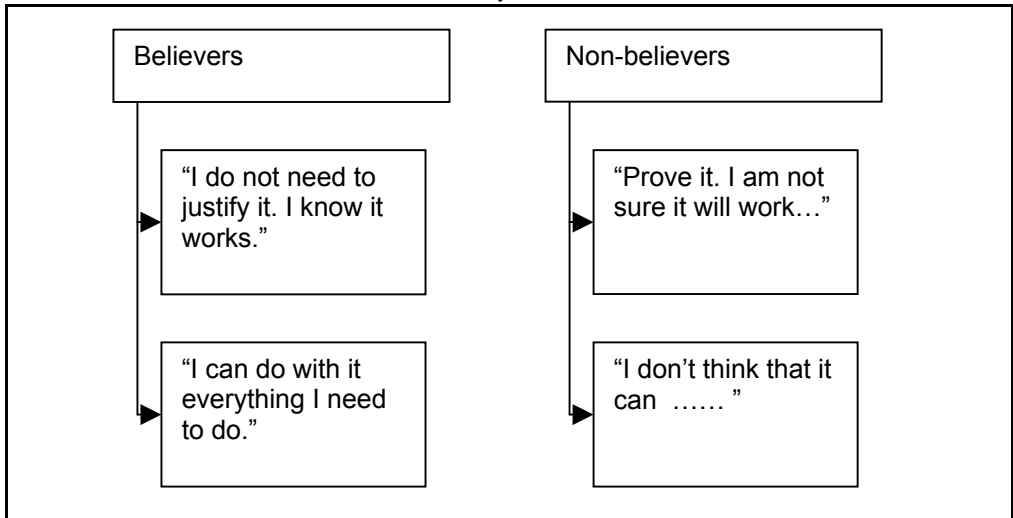 Believers
“I do not need to
justify it. I know it
works.”
“I can do with it
everything I need
to do.”
Non-believers
“Prove it. I am not
sure it will work…”
“I don’t think that it
can …… ”